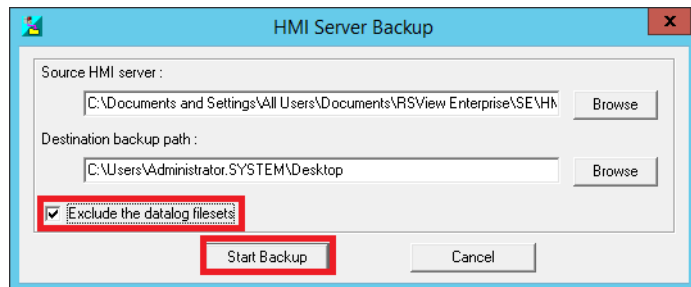 HMI Server Backup
x
Source HMI server :
C:\Documents and Settings\All Users\Documents\RSView Enterprise\SE\HM
Browse
Destination backup path :
C:\Users\Administrator.SYSTEM\Desktop
Browse
Exclude the datalog filesets
Start Backup
Cancel